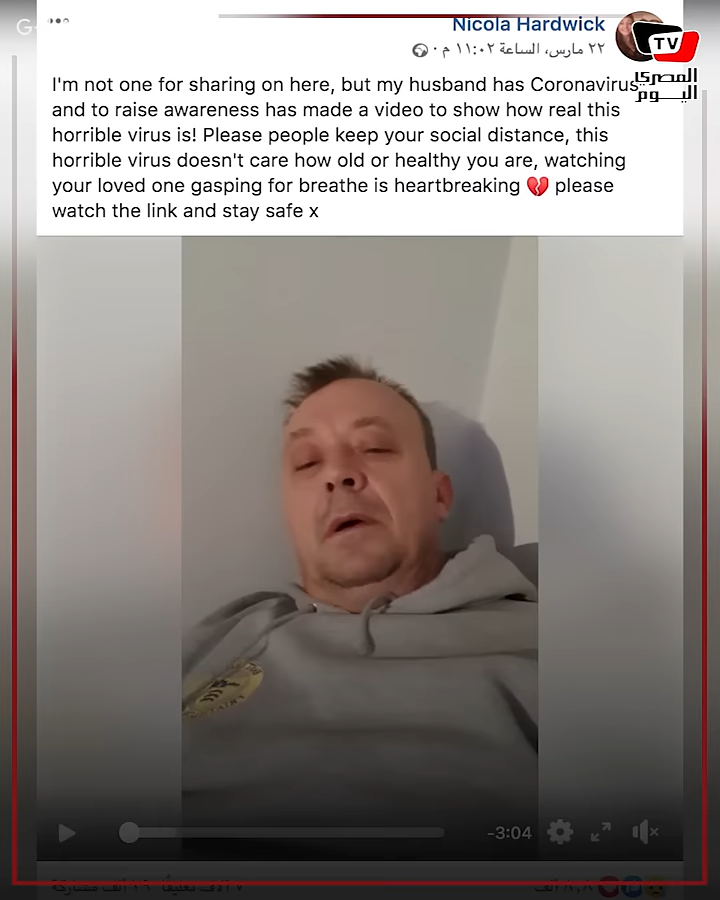 Nicola Hardwick
٢٢ مارس، الساعة ١١:٠٢ م
TV
المصرى اليوم
I'm not one for sharing on here, but my husband has Coronavirus
and to raise awareness has made a video to show how real this
horrible virus is! Please people keep your social distance, this
horrible virus doesn't care how old or healthy you are, watching
your loved one gasping for breathe is heartbreaking 💔 please
watch the link and stay safe x
-3:04